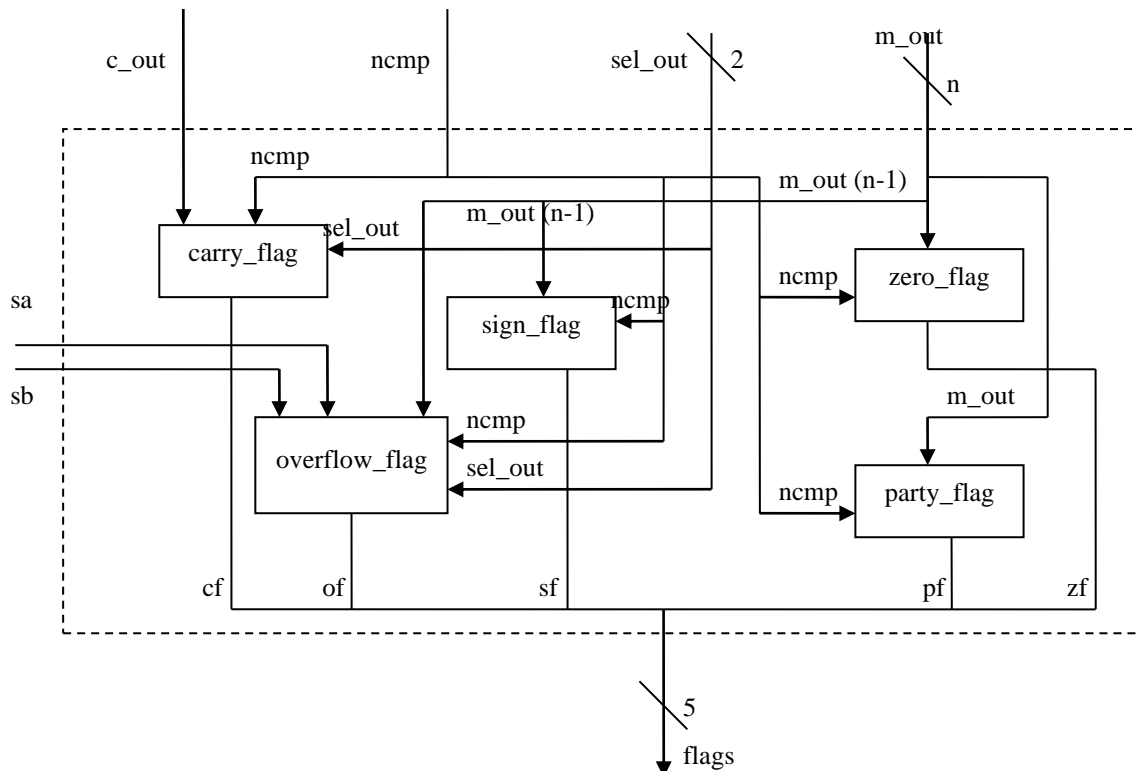 m_out
c_out
ncmp
sel_out
2
n
ncmp
m_out (n-1)
m_out (n-1)
sel_out
carry_flag
zero_flag
ncmp
ncmp
sa
sign_flag
sb
m_out
ncmp
overflow_flag
sel_out
ncmp
party_flag
cf
of
sf
pf
zf
5
flags